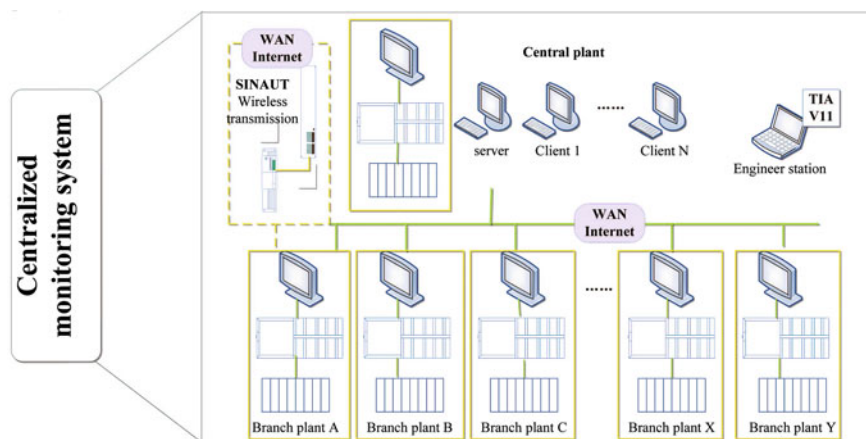 Centralized
monitoring system
WAN
Internet
SINAUT
Wireless
transmission
Central plant
......
server
Client 1
Client N
TIA
V11
Engineer station
WAN
Internet
......
Branch plant A
Branch plant B
Branch plant C
Branch plant X
Branch plant Y